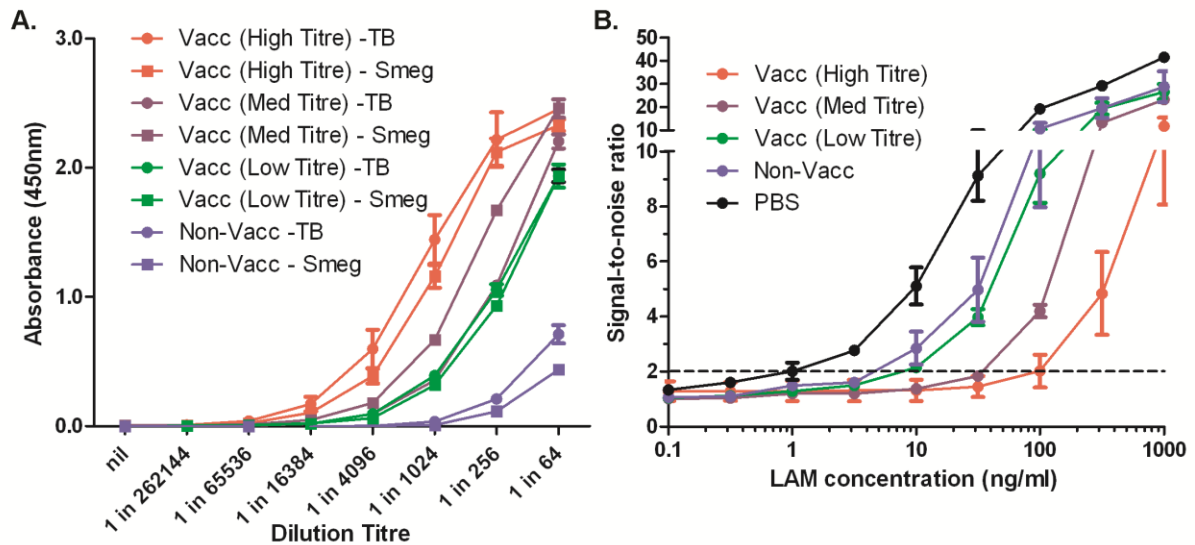 A.
3.0
2.0
1.0
0.0
Absorbance (450nm)
Vacc (High Titre) -TB
Vacc (High Titre) - Smeg
Vacc (Med Titre) -TB
Vacc (Med Titre) - Smeg
Vacc (Low Titre) -TB
Vacc (Low Titre) - Smeg
Non-Vacc -TB
Non-Vacc - Smeg
nil
1 in 262144
1 in 65536
1 in 16384
1 in 4096
1 in 1024
1 in 256
1 in 64
Dilution Titre
B.
50
40
30
20
10
10
8
6
4
2
0
Signal-to-noise ratio
Vacc (High Titre)
Vacc (Med Titre)
Vacc (Low Titre)
Non-Vacc
PBS
0.1
1
10
100
1000
LAM concentration (ng/ml)